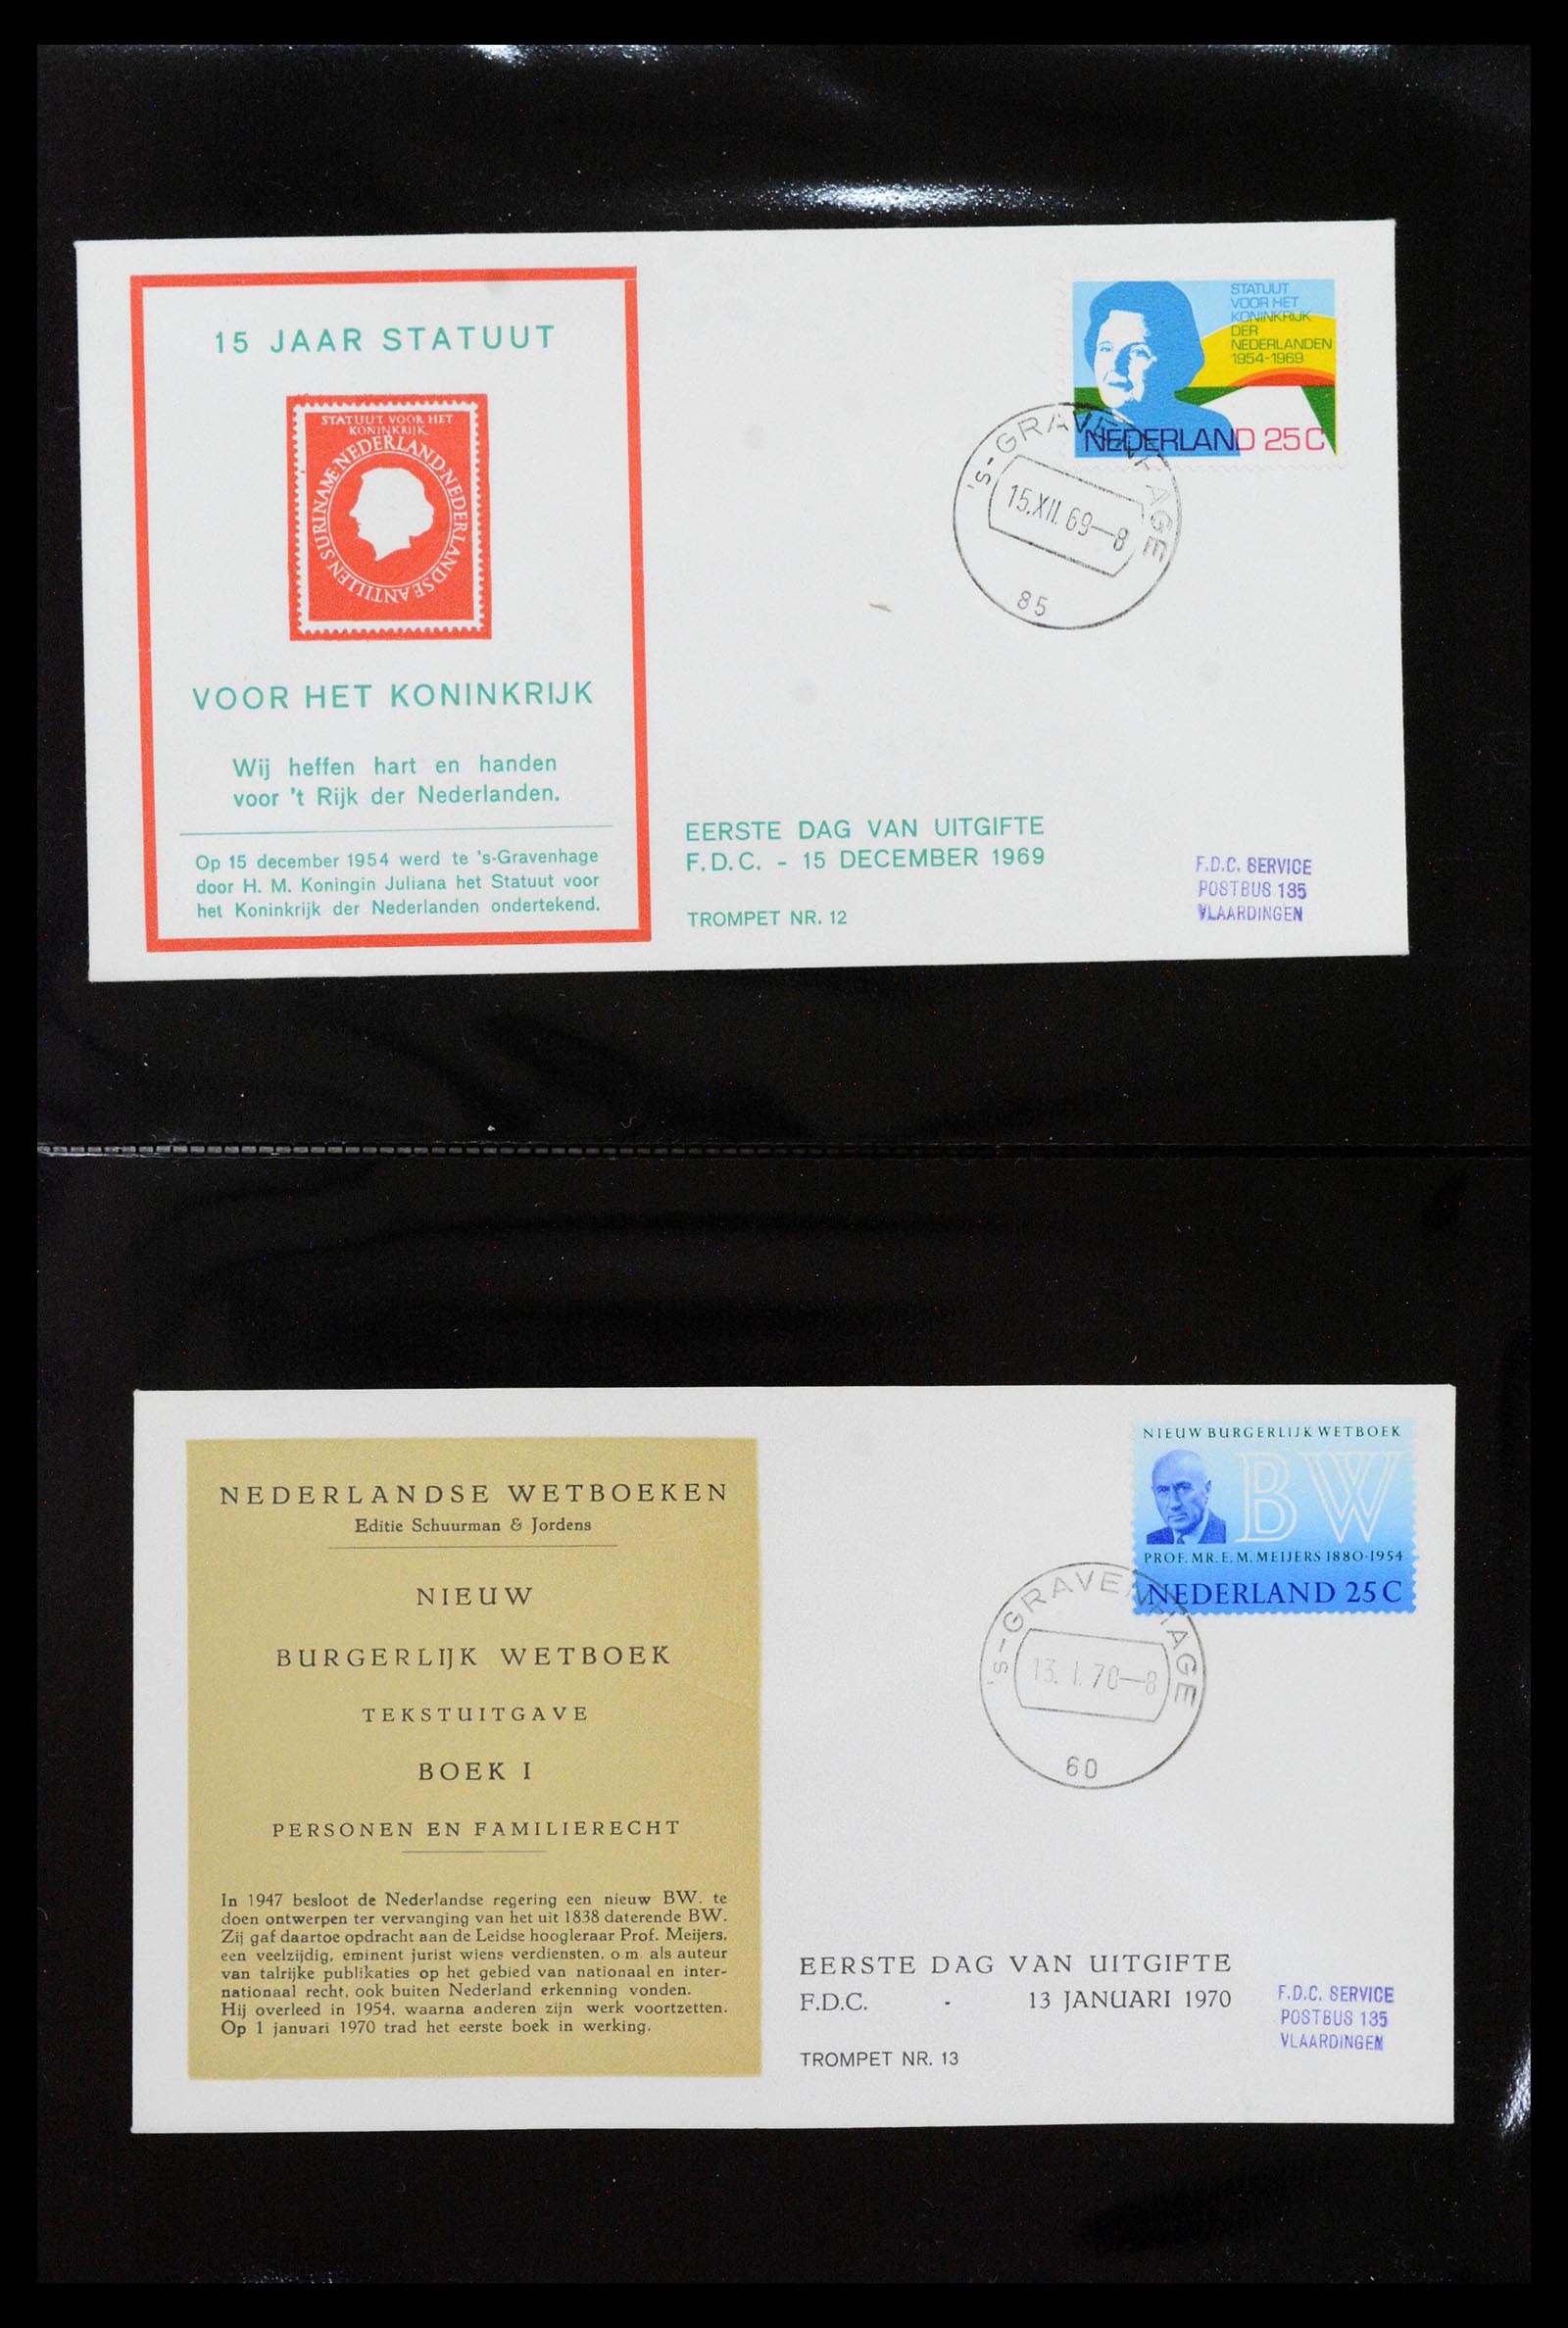 15 JAAR STATUUT
STATUUT VOOR HET
KONINKRIJK
NEDERLAND·NEDERLANDSE ANTILLEN·SURINAME·
VOOR HET KONINKRIJK
Wij heffen hart en handen
voor 't Rijk der Nederlanden.
Op 15 december 1954 werd te 's-Gravenhage
door H. M. Koningin Juliana het Statuut voor
het Koninkrijk der Nederlanden ondertekend.
STATUUT
VOOR HET
KONINKRIJK
DER
NEDERLANDEN
1954-1969
NEDERLAND 25C
's-GRAVENHAGE
15.XII.69-8
85
EERSTE DAG VAN UITGIFTE
F.D.C. - 15 DECEMBER 1969
TROMPET NR. 12
F.D.C. SERVICE
POSTBUS 135
VLAARDINGEN
NEDERLANDSE WETBOEKEN
Editie Schuurman & Jordens
NIEUW
BURGERLIJK WETBOEK
TEKSTUITGAVE
BOEK I
PERSONEN EN FAMILIERECHT
In 1947 besloot de Nederlandse regering een nieuw BW. te
doen ontwerpen ter vervanging van het uit 1838 daterende BW.
Zij gaf daartoe opdracht aan de Leidse hoogleraar Prof. Meijers,
een veelzijdig, eminent jurist wiens verdiensten, o.m. als auteur
van talrijke publikaties op het gebied van nationaal en inter-
nationaal recht, ook buiten Nederland erkenning vonden.
Hij overleed in 1954, waarna anderen zijn werk voortzetten.
Op 1 januari 1970 trad het eerste boek in werking.
NIEUW BURGERLIJK WETBOEK
BW
PROF. MR. E. M. MEIJERS 1880-1954
NEDERLAND 25C
's-GRAVENHAGE
13.I.70-8
60
EERSTE DAG VAN UITGIFTE
F.D.C. - 13 JANUARI 1970
TROMPET NR. 13
F.D.C. SERVICE
POSTBUS 135
VLAARDINGEN